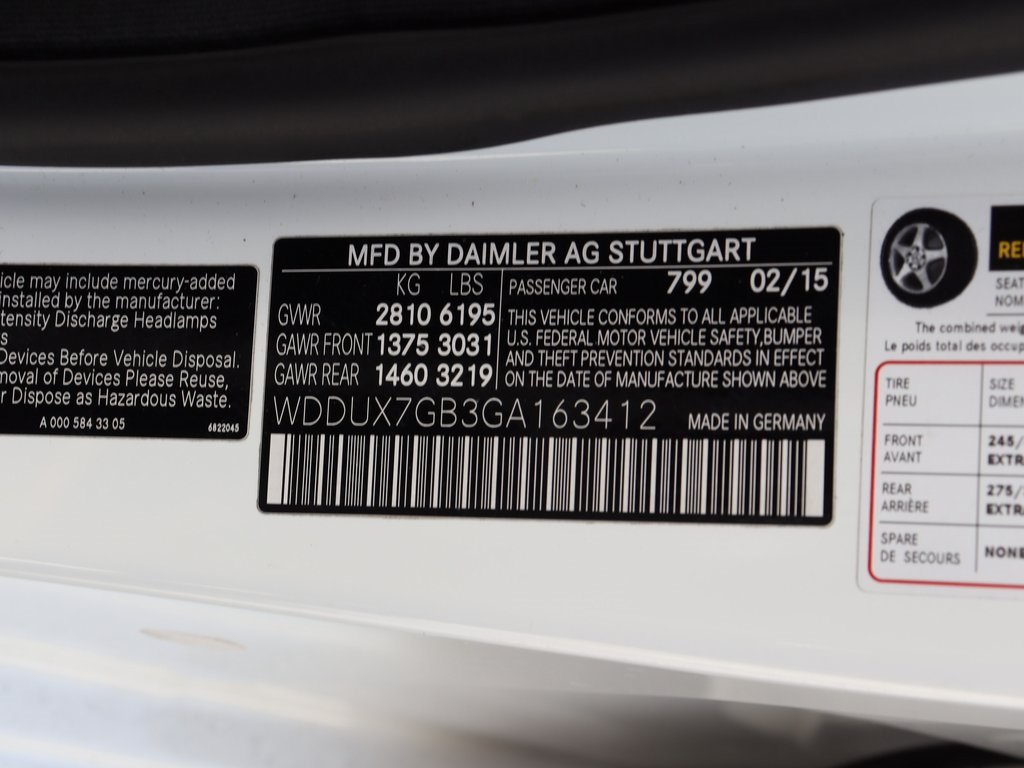 icle may include mercury-added
installed by the manufacturer:
tensity Discharge Headlamps
s
Devices Before Vehicle Disposal.
moval of Devices Please Reuse,
r Dispose as Hazardous Waste.
A 000 584 33 05
6822045
MFD BY DAIMLER AG STUTTGART
KG LBS
GVWR 2810 6195
GAWR FRONT 1375 3031
GAWR REAR 1460 3219
PASSENGER CAR 799 02/15
THIS VEHICLE CONFORMS TO ALL APPLICABLE
U.S. FEDERAL MOTOR VEHICLE SAFETY,BUMPER
AND THEFT PREVENTION STANDARDS IN EFFECT
ON THE DATE OF MANUFACTURE SHOWN ABOVE
WDDUX7GB3GA163412 MADE IN GERMANY
SEAT
NOM
The combined weig
Le poids total des occup
TIRE SIZE
PNEU DIMEN
FRONT 245/
AVANT EXTR
REAR 275/
ARRIÈRE EXTR
SPARE
DE SECOURS NONE